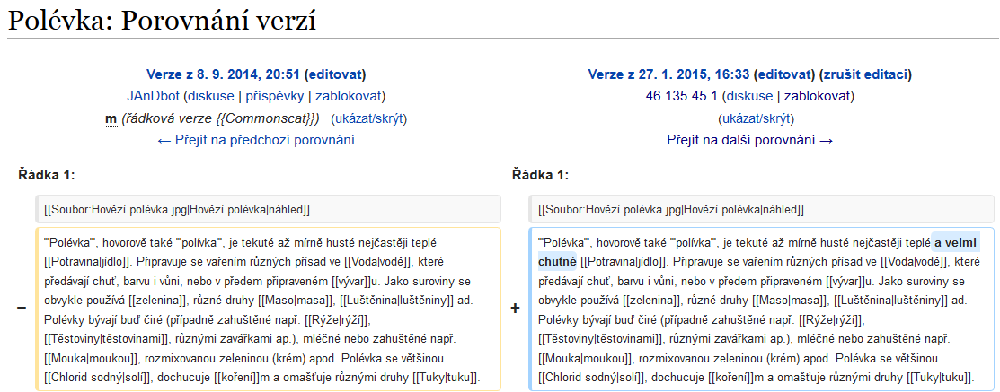 Polévka: Porovnání verzí
Verze z 8. 9. 2014, 20:51 (editovat)
JAnDbot (diskuse | příspěvky | zablokovat)
m (řádková verze {{Commonscat}}) (ukázat/skrýt)
← Přejít na předchozí porovnání
Verze z 27. 1. 2015, 16:33 (editovat) (zrušit editaci)
46.135.45.1 (diskuse | zablokovat)
(ukázat/skrýt)
Přejít na další porovnání →
Řádka 1:
[[Soubor:Hovězí polévka.jpg|Hovězí polévka|náhled]]
−
'''Polévka''', hovorově také '''polívka''', je tekuté až mírně husté nejčastěji teplé
[[Potravina|jídlo]]. Připravuje se vařením různých přísad ve [[Voda|vodě]], které
předávají chuť, barvu i vůni, nebo v předem připraveném [[vývar]]u. Jako suroviny se
obvykle používá [[zelenina]], různé druhy [[Maso|masa]], [[Luštěnina|luštěniny]] ad.
Polévky bývají buď čiré (případně zahuštěné např. [[Rýže|rýží]],
[[Těstoviny|těstovinami]], různými zavářkami ap.), mléčné nebo zahuštěné např.
[[Mouka|moukou]], rozmixovanou zeleninou (krém) apod. Polévka se většinou
[[Chlorid sodný|solí]], dochucuje [[koření]]m a omašťuje různými druhy [[Tuky|tuku]].
Řádka 1:
[[Soubor:Hovězí polévka.jpg|Hovězí polévka|náhled]]
+
'''Polévka''', hovorově také '''polívka''', je tekuté až mírně husté nejčastěji teplé a velmi
chutné [[Potravina|jídlo]]. Připravuje se vařením různých přísad ve [[Voda|vodě]], které
předávají chuť, barvu i vůni, nebo v předem připraveném [[vývar]]u. Jako suroviny se
obvykle používá [[zelenina]], různé druhy [[Maso|masa]], [[Luštěnina|luštěniny]] ad.
Polévky bývají buď čiré (případně zahuštěné např. [[Rýže|rýží]],
[[Těstoviny|těstovinami]], různými zavářkami ap.), mléčné nebo zahuštěné např.
[[Mouka|moukou]], rozmixovanou zeleninou (krém) apod. Polévka se většinou
[[Chlorid sodný|solí]], dochucuje [[koření]]m a omašťuje různými druhy [[Tuky|tuku]].